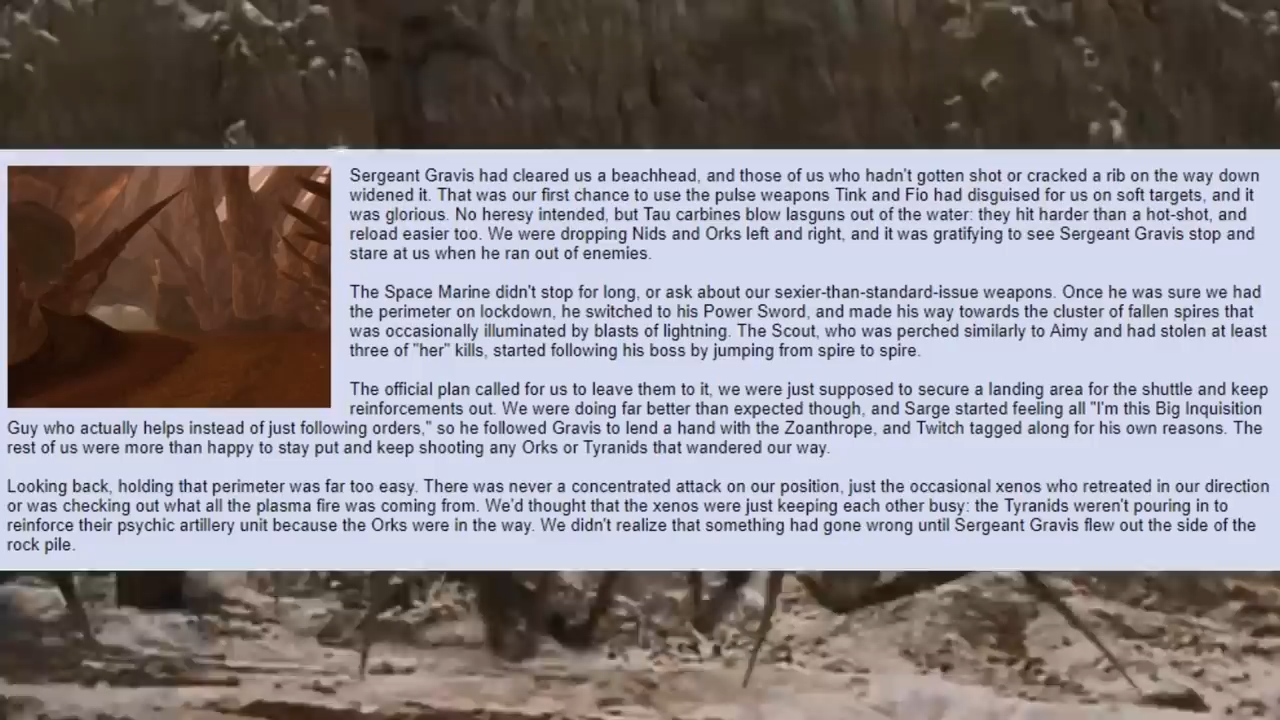 Sergeant Gravis had cleared us a beachhead, and those of us who hadn't gotten shot or cracked a rib on the way down
widened it. That was our first chance to use the pulse weapons Tink and Fio had disguised for us on soft targets, and it
was glorious. No heresy intended, but Tau carbines blow lasguns out of the water: they hit harder than a hot-shot, and
reload easier too. We were dropping Nids and Orks left and right, and it was gratifying to see Sergeant Gravis stop and
stare at us when he ran out of enemies.
The Space Marine didn't stop for long, or ask about our sexier-than-standard-issue weapons. Once he was sure we had
the perimeter on lockdown, he switched to his Power Sword, and made his way towards the cluster of fallen spires that
was occasionally illuminated by blasts of lightning. The Scout, who was perched similarly to Aimy and had stolen at least
three of "her" kills, started following his boss by jumping from spire to spire.
The official plan called for us to leave them to it, we were just supposed to secure a landing area for the shuttle and keep
reinforcements out. We were doing far better than expected though, and Sarge started feeling all "I'm this Big Inquisition
Guy who actually helps instead of just following orders," so he followed Gravis to lend a hand with the Zoanthrope, and Twitch tagged along for his own reasons. The
rest of us were more than happy to stay put and keep shooting any Orks or Tyranids that wandered our way.
Looking back, holding that perimeter was far too easy. There was never a concentrated attack on our position, just the occasional xenos who retreated in our direction
or was checking out what all the plasma fire was coming from. We'd thought that the xenos were just keeping each other busy: the Tyranids weren't pouring in to
reinforce their psychic artillery unit because the Orks were in the way. We didn't realize that something had gone wrong until Sergeant Gravis flew out the side of the
rock pile.